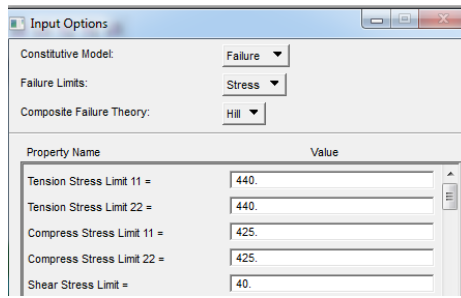 Input Options
Constitutive Model: Failure
Failure Limits: Stress
Composite Failure Theory: Hill
Property Name Value
Tension Stress Limit 11 = 440.
Tension Stress Limit 22 = 440.
Compress Stress Limit 11 = 425.
Compress Stress Limit 22 = 425.
Shear Stress Limit = 40.